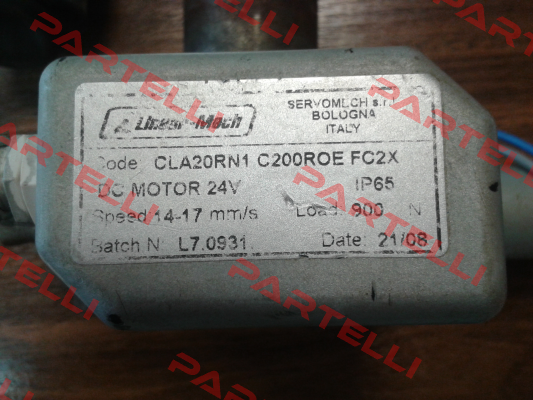 Linear-Mech
SERVOMECH s.r.l.
BOLOGNA
ITALY
Code: CLA20RN1 C200ROE FC2X
DC MOTOR 24V IP65
Speed 14-17 mm/s Load: 900 N
Batch N: L7.0931 Date: 21/08
PARTELLI
PARTELLI
PARTELLI
PARTELLI
PARTELLI
PARTELLI